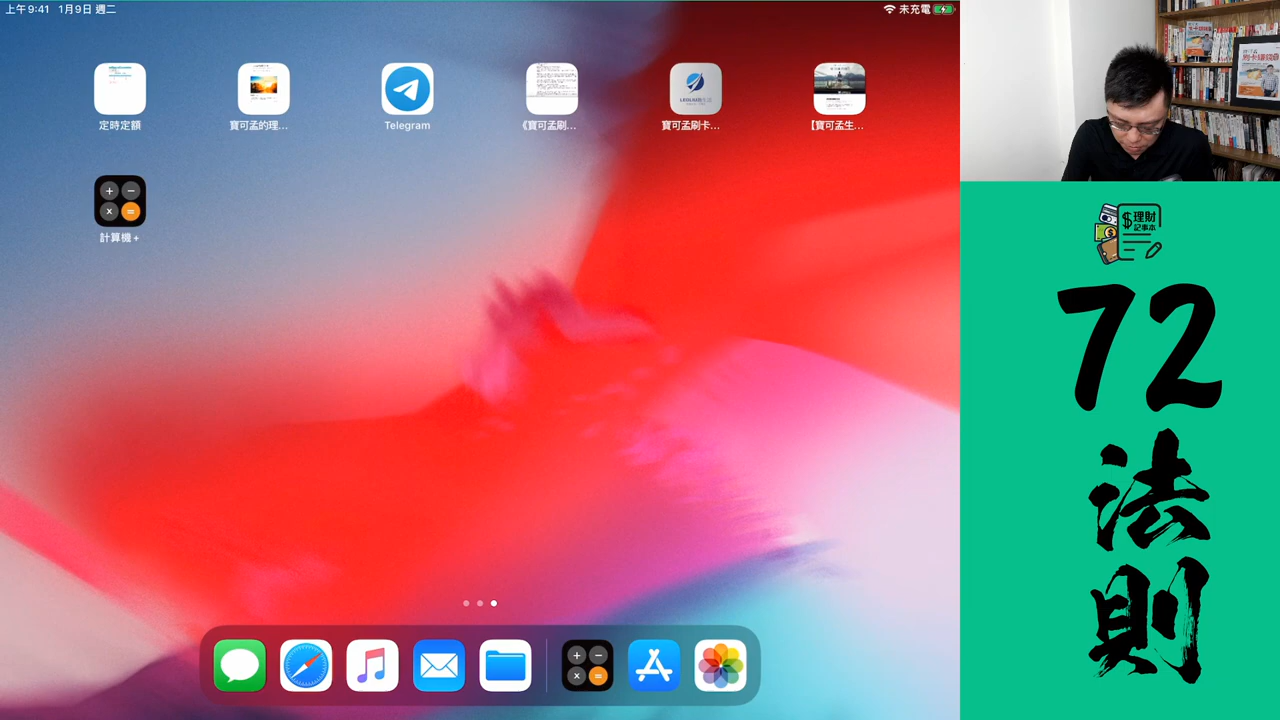 上午9:41 1月9日 週二
未充電
定時定額
寶可孟的理...
Telegram
《寶可孟刷...
寶可孟刷卡...
【寶可孟生...
計算機+
$理財
記事本
72
法
則